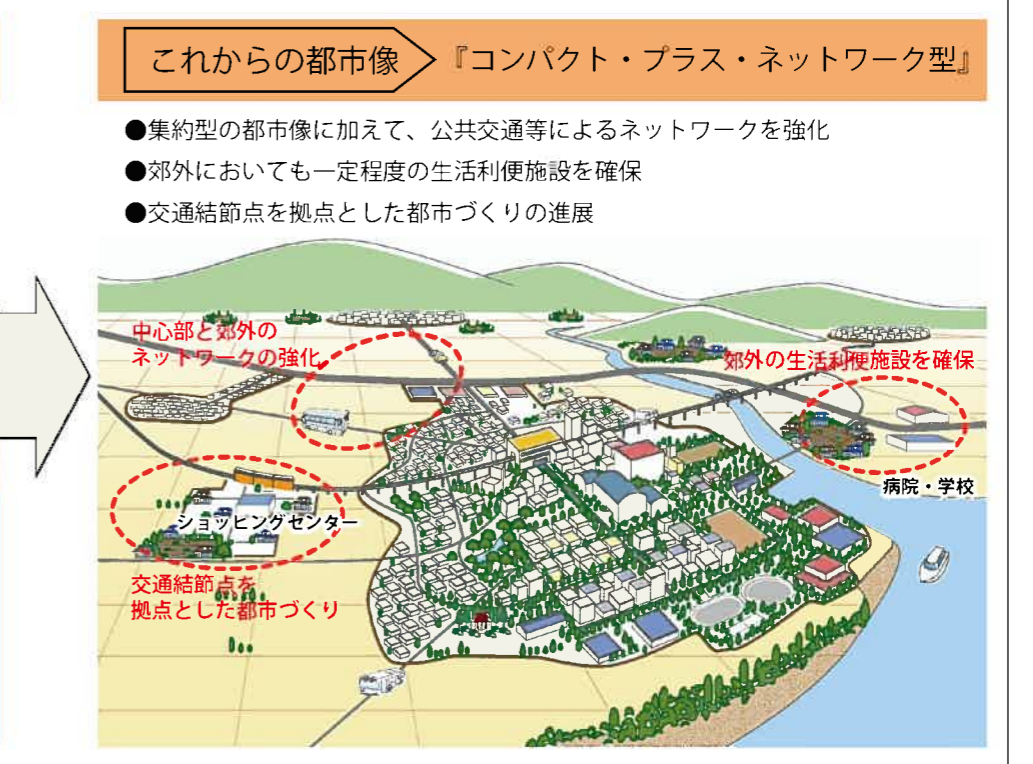 これからの都市像 『コンパクト・プラス・ネットワーク型』
●集約型の都市像に加えて、公共交通等によるネットワークを強化
●郊外においても一定程度の生活利便施設を確保
●交通結節点を拠点とした都市づくりの進展
中心部と郊外の
ネットワークの強化
郊外の生活利便施設を確保
病院・学校
ショッピングセンター
交通結節点を
拠点とした都市づくり